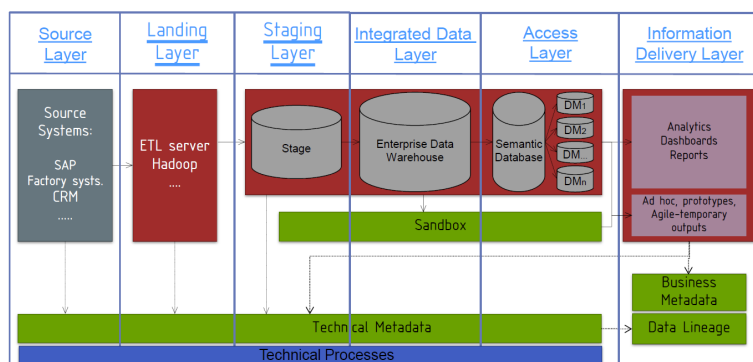 Source
Layer
Landing
Layer
Staging
Layer
Integrated Data
Layer
Access
Layer
Information
Delivery Layer
Source
Systems:
SAP
Factory systs.
CRM
.....
ETL server
Hadoop
....
Stage
Enterprise Data
Warehouse
Semantic
Database
DM1
DM2
DM...
DMn
Analytics
Dashboards
Reports
Ad hoc, prototypes,
Agile-temporary
outputs
Sandbox
Business
Metadata
Technical Metadata
Data Lineage
Technical Processes